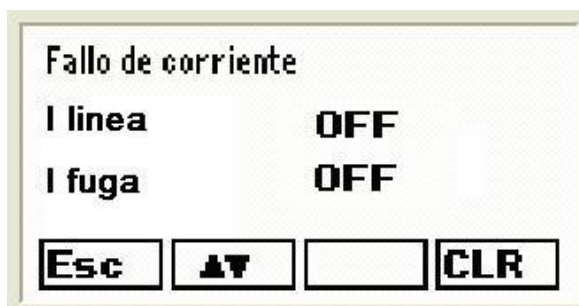 Fallo de corriente
I linea OFF
I fuga OFF
Esc ▲▼ CLR